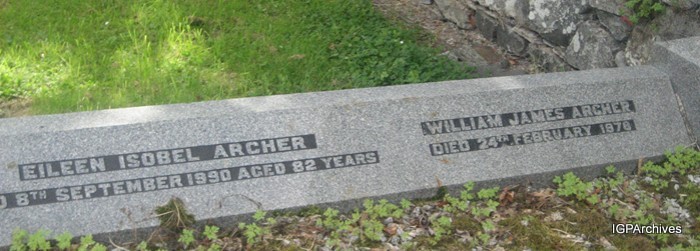 EILEEN ISOBEL ARCHER
8TH SEPTEMBER 1990 AGED 82 YEARS
WILLIAM JAMES ARCHER
DIED 24TH FEBRUARY 1978
IGPArchives